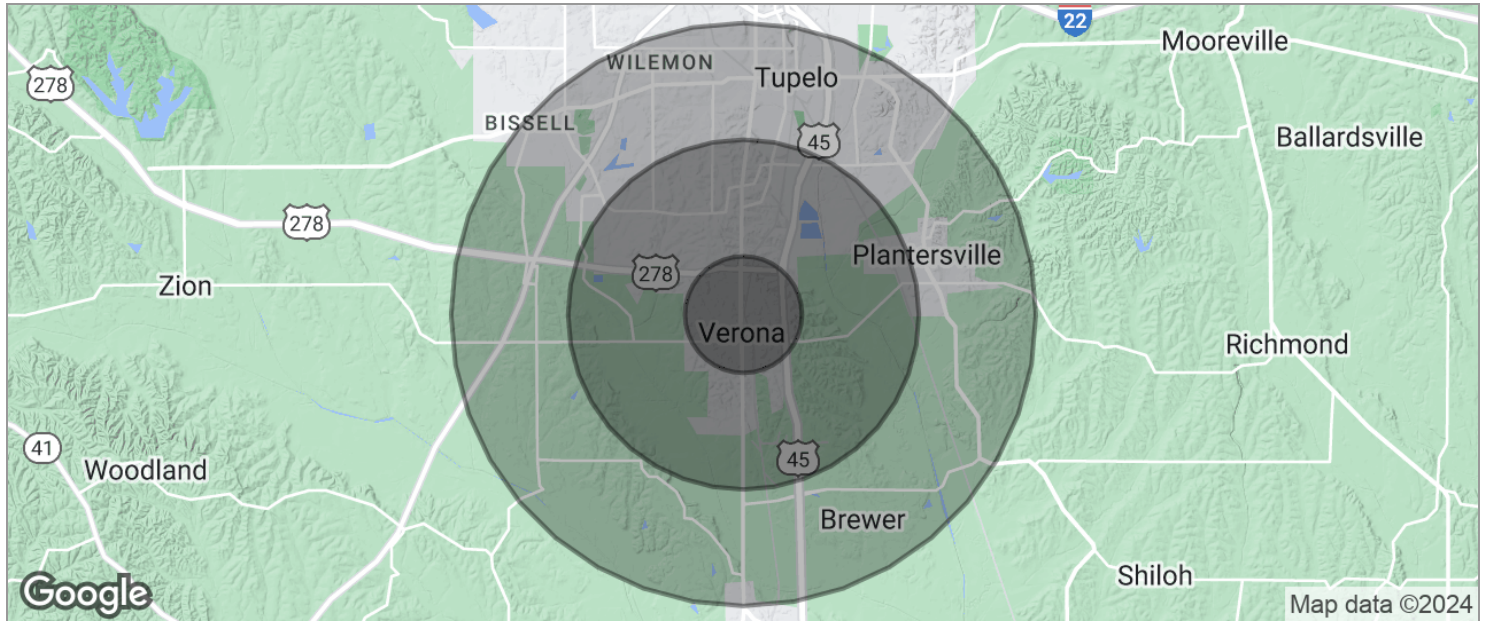 22
Mooreville
WILEMON
Tupelo
278
BISSELL
45
Ballardsville
278
Plantersville
278
Zion
Verona
Richmond
41
Woodland
45
Brewer
Shiloh
Google
Map data ©2024